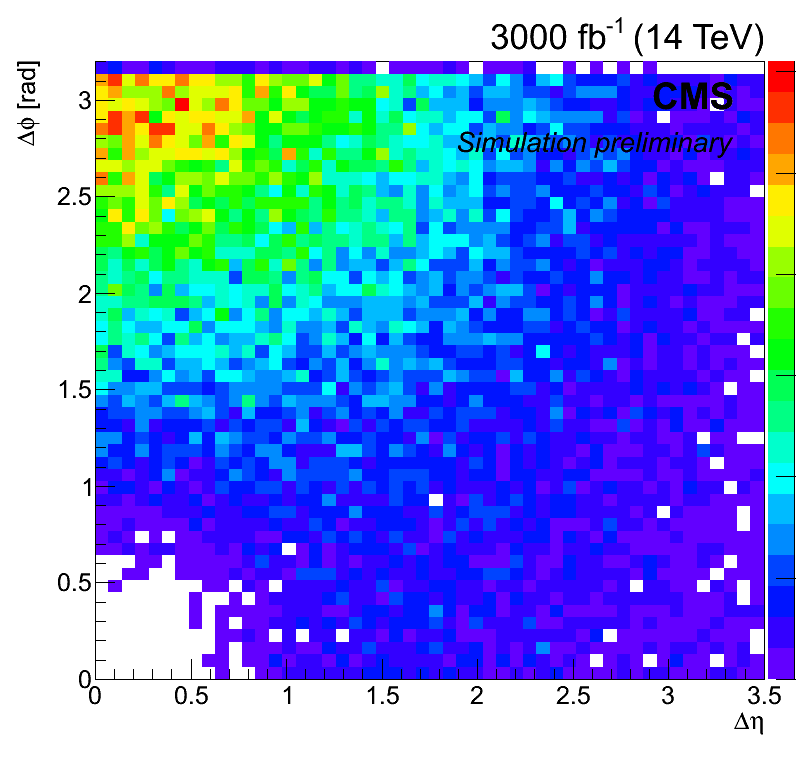 3000 fb⁻¹ (14 TeV)
CMS
Simulation preliminary
Δϕ [rad]
3
2.5
2
1.5
1
0.5
0
0 0.5 1 1.5 2 2.5 3 3.5
Δη